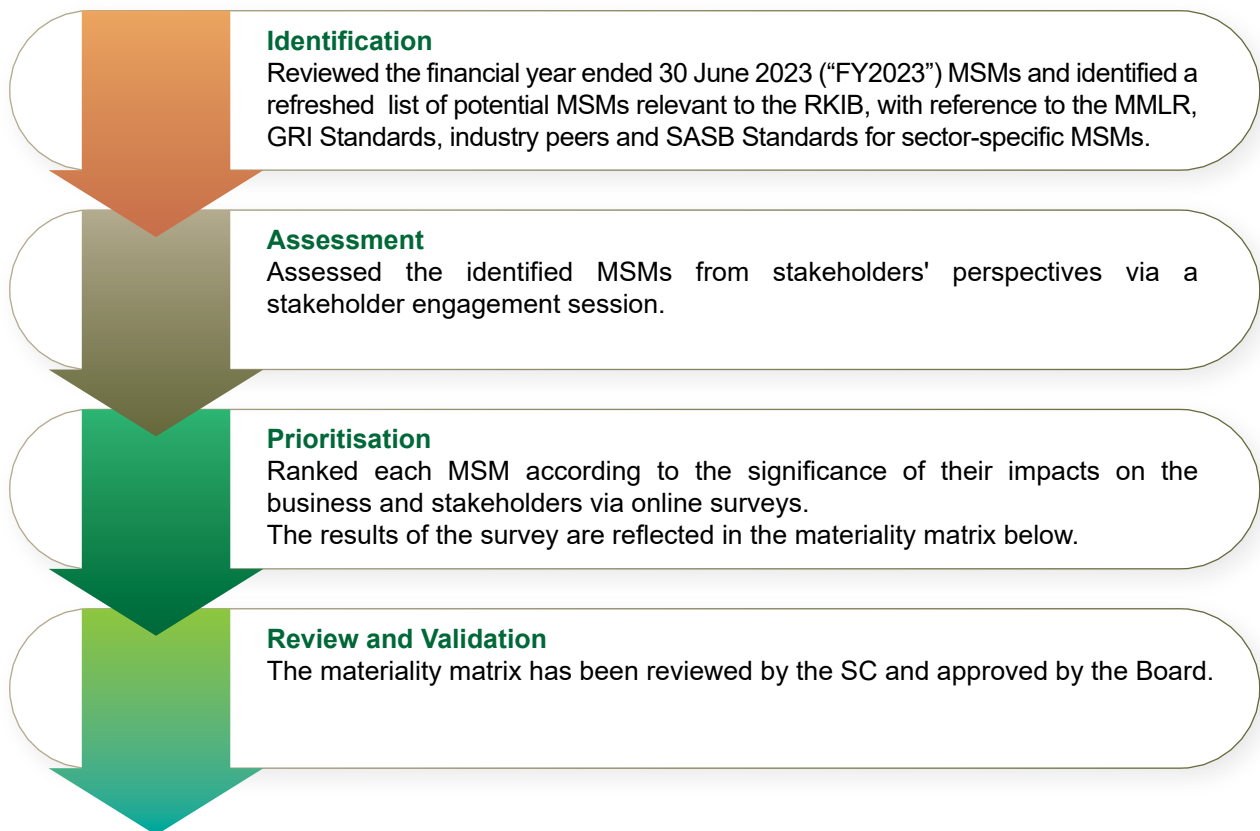 Identification
Reviewed the financial year ended 30 June 2023 (“FY2023”) MSMs and identified a
refreshed list of potential MSMs relevant to the RKIB, with reference to the MMLR,
GRI Standards, industry peers and SASB Standards for sector-specific MSMs.
Assessment
Assessed the identified MSMs from stakeholders' perspectives via a
stakeholder engagement session.
Prioritisation
Ranked each MSM according to the significance of their impacts on the
business and stakeholders via online surveys.
The results of the survey are reflected in the materiality matrix below.
Review and Validation
The materiality matrix has been reviewed by the SC and approved by the Board.